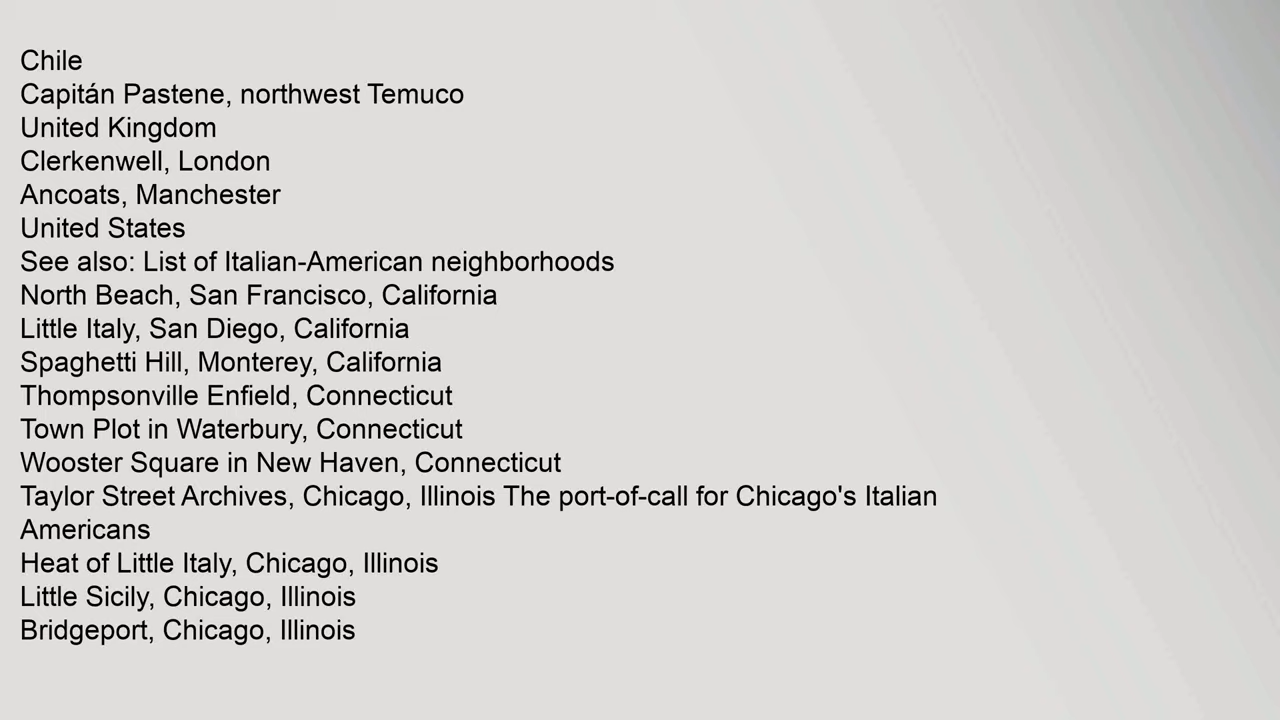 Chile
Capitán Pastene, northwest Temuco
United Kingdom
Clerkenwell, London
Ancoats, Manchester
United States
See also: List of Italian-American neighborhoods
North Beach, San Francisco, California
Little Italy, San Diego, California
Spaghetti Hill, Monterey, California
Thompsonville Enfield, Connecticut
Town Plot in Waterbury, Connecticut
Wooster Square in New Haven, Connecticut
Taylor Street Archives, Chicago, Illinois The port-of-call for Chicago's Italian
Americans
Heat of Little Italy, Chicago, Illinois
Little Sicily, Chicago, Illinois
Bridgeport, Chicago, Illinois